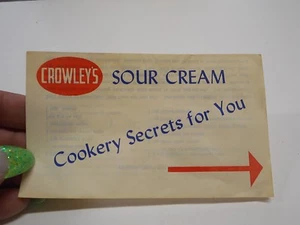 CROWLEY'S SOUR CREAM
Cookery Secrets for You